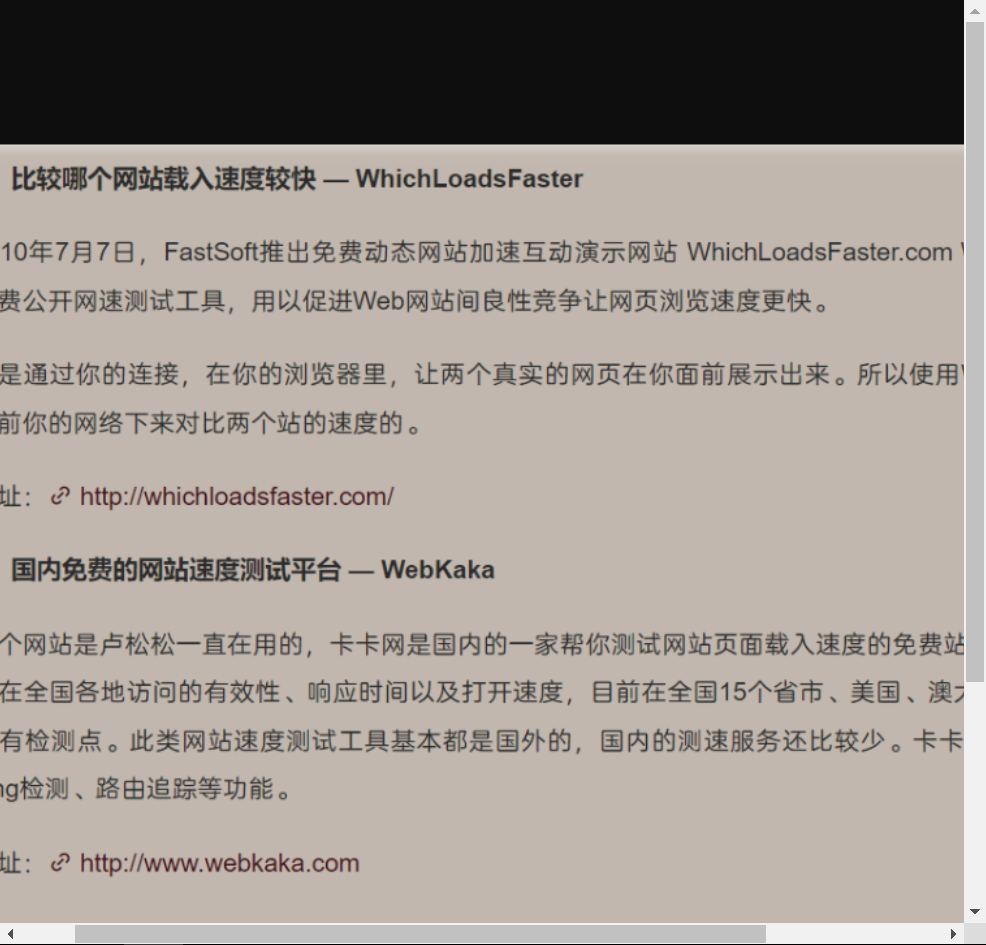 比较哪个网站载入速度较快 — WhichLoadsFaster
10年7月7日，FastSoft推出免费动态网站加速互动演示网站 WhichLoadsFaster.com
费公开网速测试工具，用以促进Web网站间良性竞争让网页浏览速度更快。
是通过你的连接，在你的浏览器里，让两个真实的网页在你面前展示出来。所以使用
前你的网络下来对比两个站的速度的。
址： http://whichloadsfaster.com/
国内免费的网站速度测试平台 — WebKaka
个网站是卢松松一直在用的，卡卡网是国内的一家帮你测试网站页面载入速度的免费站
在全国各地访问的有效性、响应时间以及打开速度，目前在全国15个省市、美国、澳
有检测点。此类网站速度测试工具基本都是国外的，国内的测速服务还比较少。卡卡
ng检测、路由追踪等功能。
址： http://www.webkaka.com